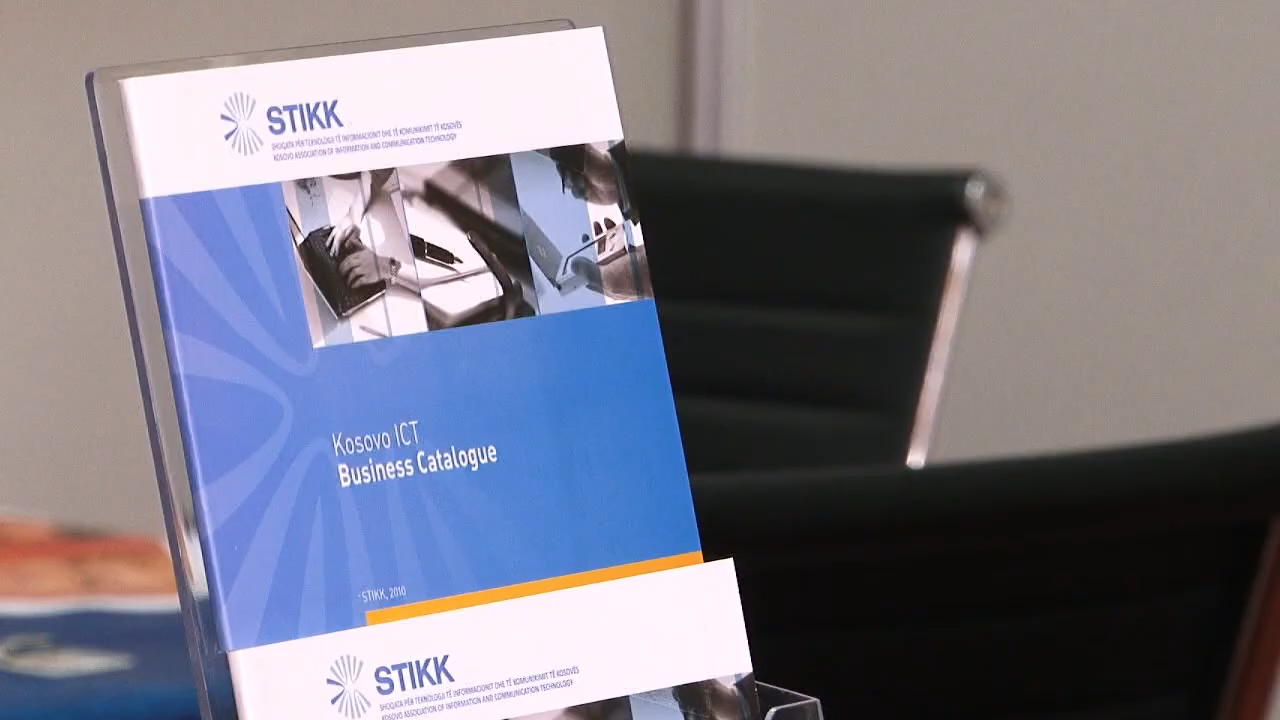 STIKK
SHOQATA PËR TEKNOLOGJI TË INFORMACIONIT DHE TË KOMUNIKIMIT TË KOSOVËS
KOSOVO ASSOCIATION OF INFORMATION AND COMMUNICATION TECHNOLOGY
Kosovo ICT
Business Catalogue
STIKK, 2010
STIKK
SHOQATA PËR TEKNOLOGJI TË INFORMACIONIT DHE TË KOMUNIKIMIT TË KOSOVËS
KOSOVO ASSOCIATION OF INFORMATION AND COMMUNICATION TECHNOLOGY